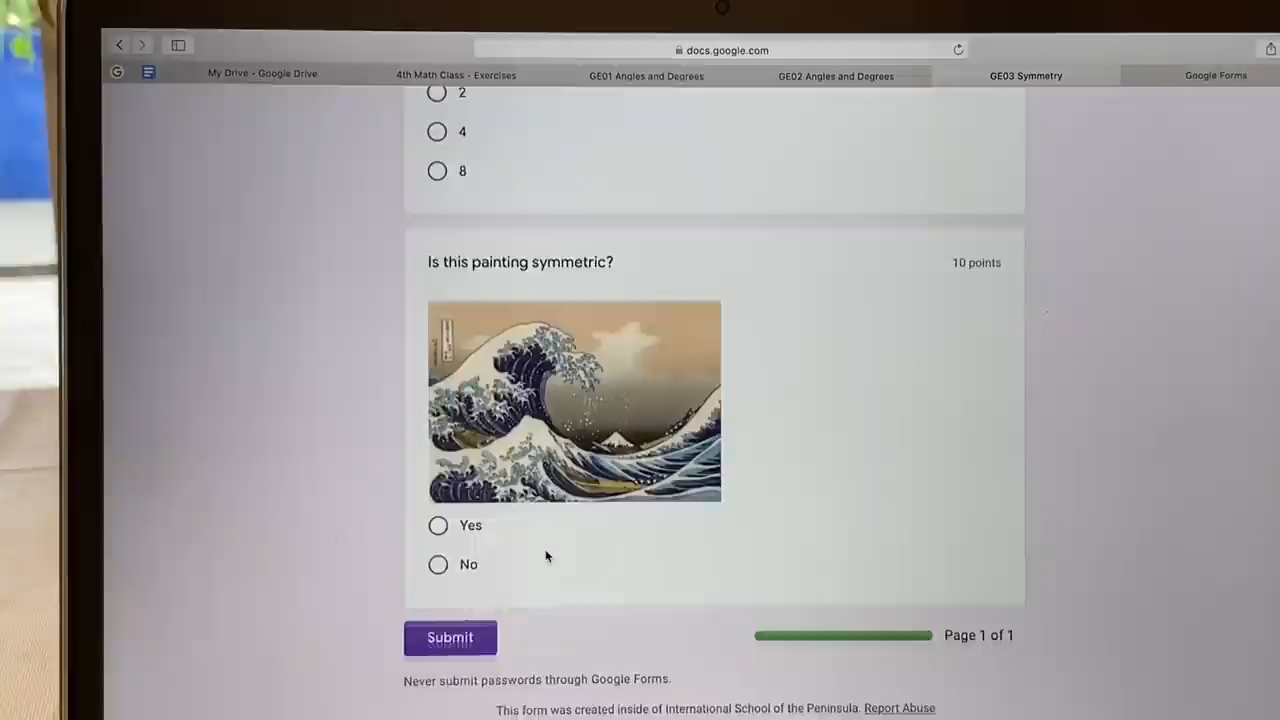 docs.google.com
My Drive - Google Drive
4th Math Class - Exercises
GE01 Angles and Degrees
GE02 Angles and Degrees
GE03 Symmetry
Google Forms
2
4
8
Is this painting symmetric?
10 points
Yes
No
Submit
Page 1 of 1
Never submit passwords through Google Forms.
This form was created inside of International School of the Peninsula. Report Abuse